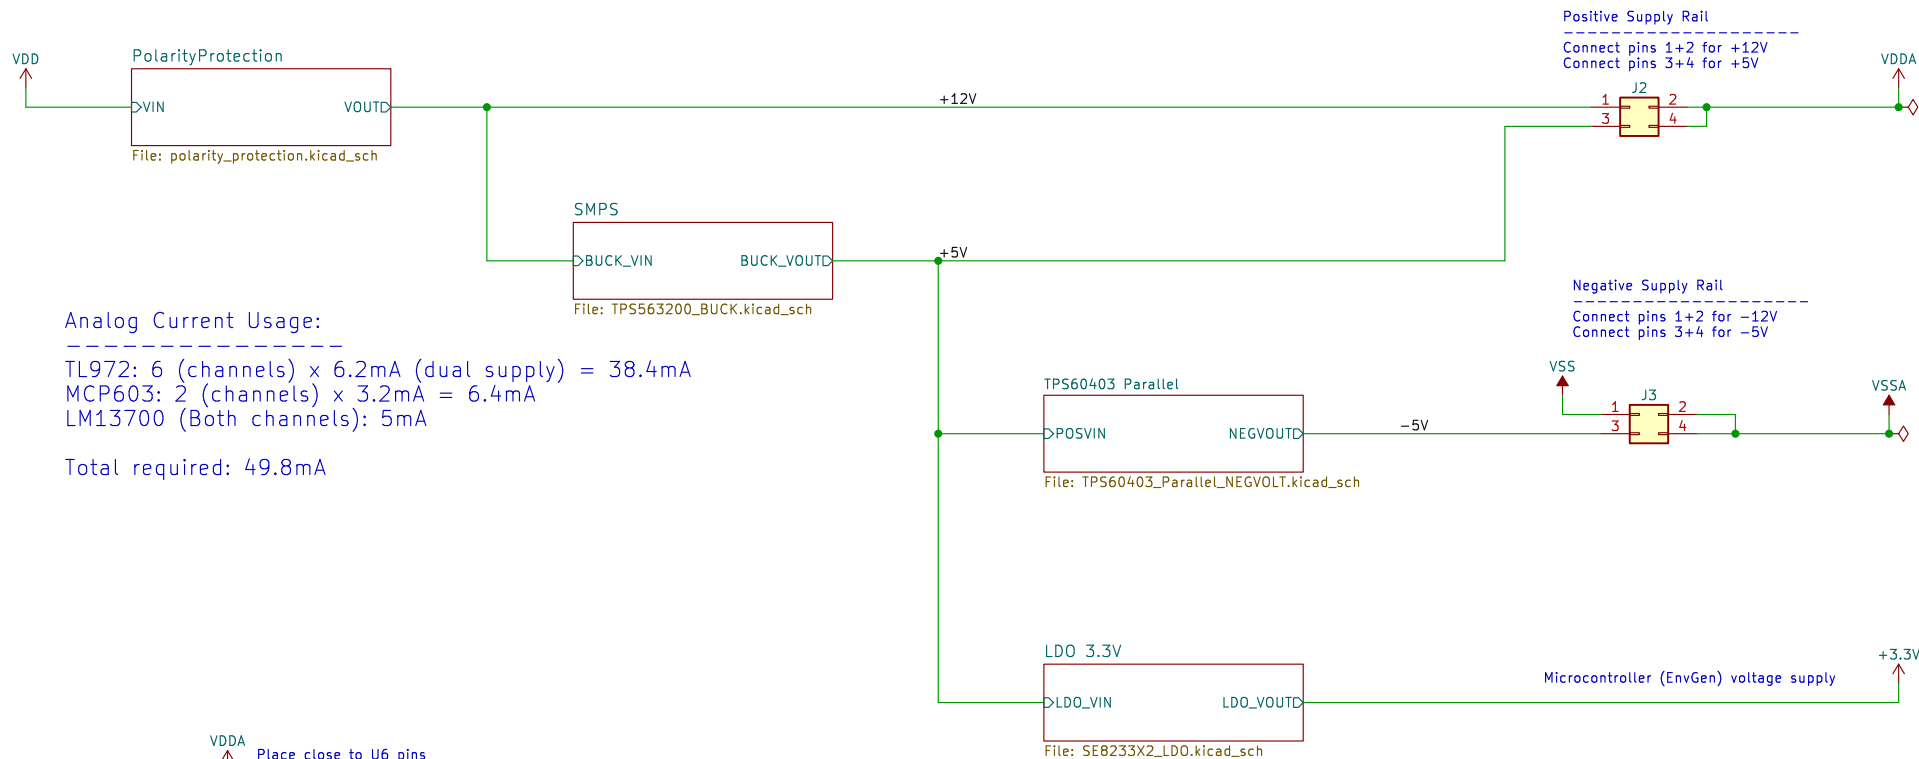 Positive Supply Rail
--------------------
Connect pins 1+2 for +12V
Connect pins 3+4 for +5V
VDD
PolarityProtection
VIN
VOUT
File: polarity_protection.kicad_sch
+12V
J2
1
2
3
4
VDDA
SMPS
BUCK_VIN
BUCK_VOUT
File: TPS563200_BUCK.kicad_sch
+5V
Negative Supply Rail
--------------------
Connect pins 1+2 for -12V
Connect pins 3+4 for -5V
Analog Current Usage:
---------------
TL972: 6 (channels) x 6.2mA (dual supply) = 38.4mA
MCP603: 2 (channels) x 3.2mA = 6.4mA
LM13700 (Both channels): 5mA
Total required: 49.8mA
VSS
TPS60403 Parallel
POSVIN
NEGVOUT
File: TPS60403_Parallel_NEGVOLT.kicad_sch
-5V
J3
1
2
3
4
VSSA
LDO 3.3V
LDO_VIN
LDO_VOUT
File: SE8233X2_LDO.kicad_sch
Microcontroller (EnvGen) voltage supply
+3.3V
VDDA
Place close to U6 pins